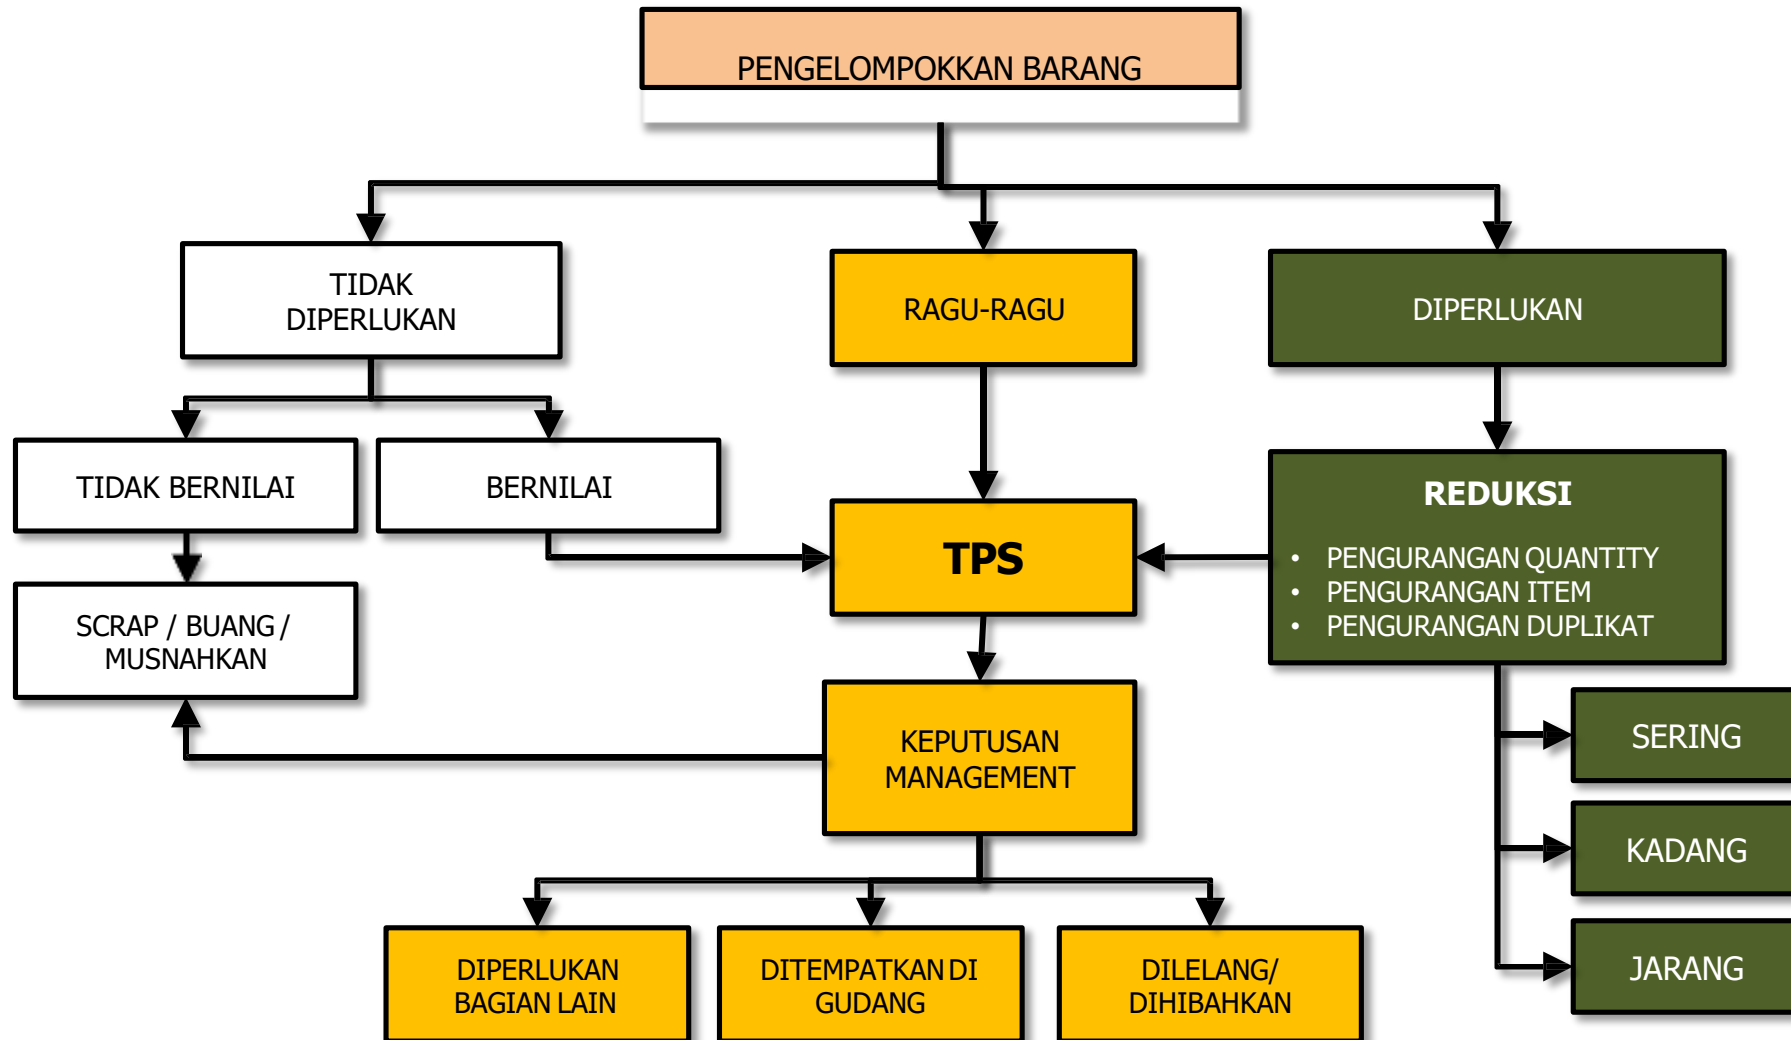 PENGELOMPOKKAN BARANG
TIDAK
DIPERLUKAN
RAGU-RAGU
DIPERLUKAN
TIDAK BERNILAI
BERNILAI
TPS
REDUKSI
• PENGURANGAN QUANTITY
• PENGURANGAN ITEM
• PENGURANGAN DUPLIKAT
SCRAP / BUANG /
MUSNAHKAN
KEPUTUSAN
MANAGEMENT
SERING
KADANG
JARANG
DIPERLUKAN
BAGIAN LAIN
DITEMPATKAN DI
GUDANG
DILELANG/
DIHIBAHKAN